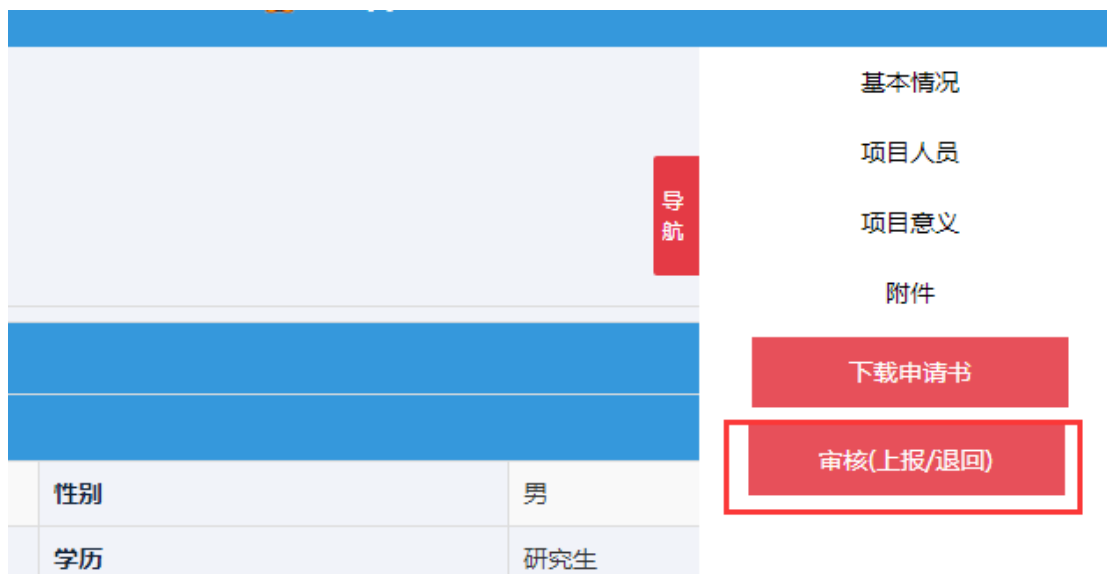 基本情况
项目人员
导
航
项目意义
附件
下载申请书
审核(上报/退回)
性别 男
学历 研究生